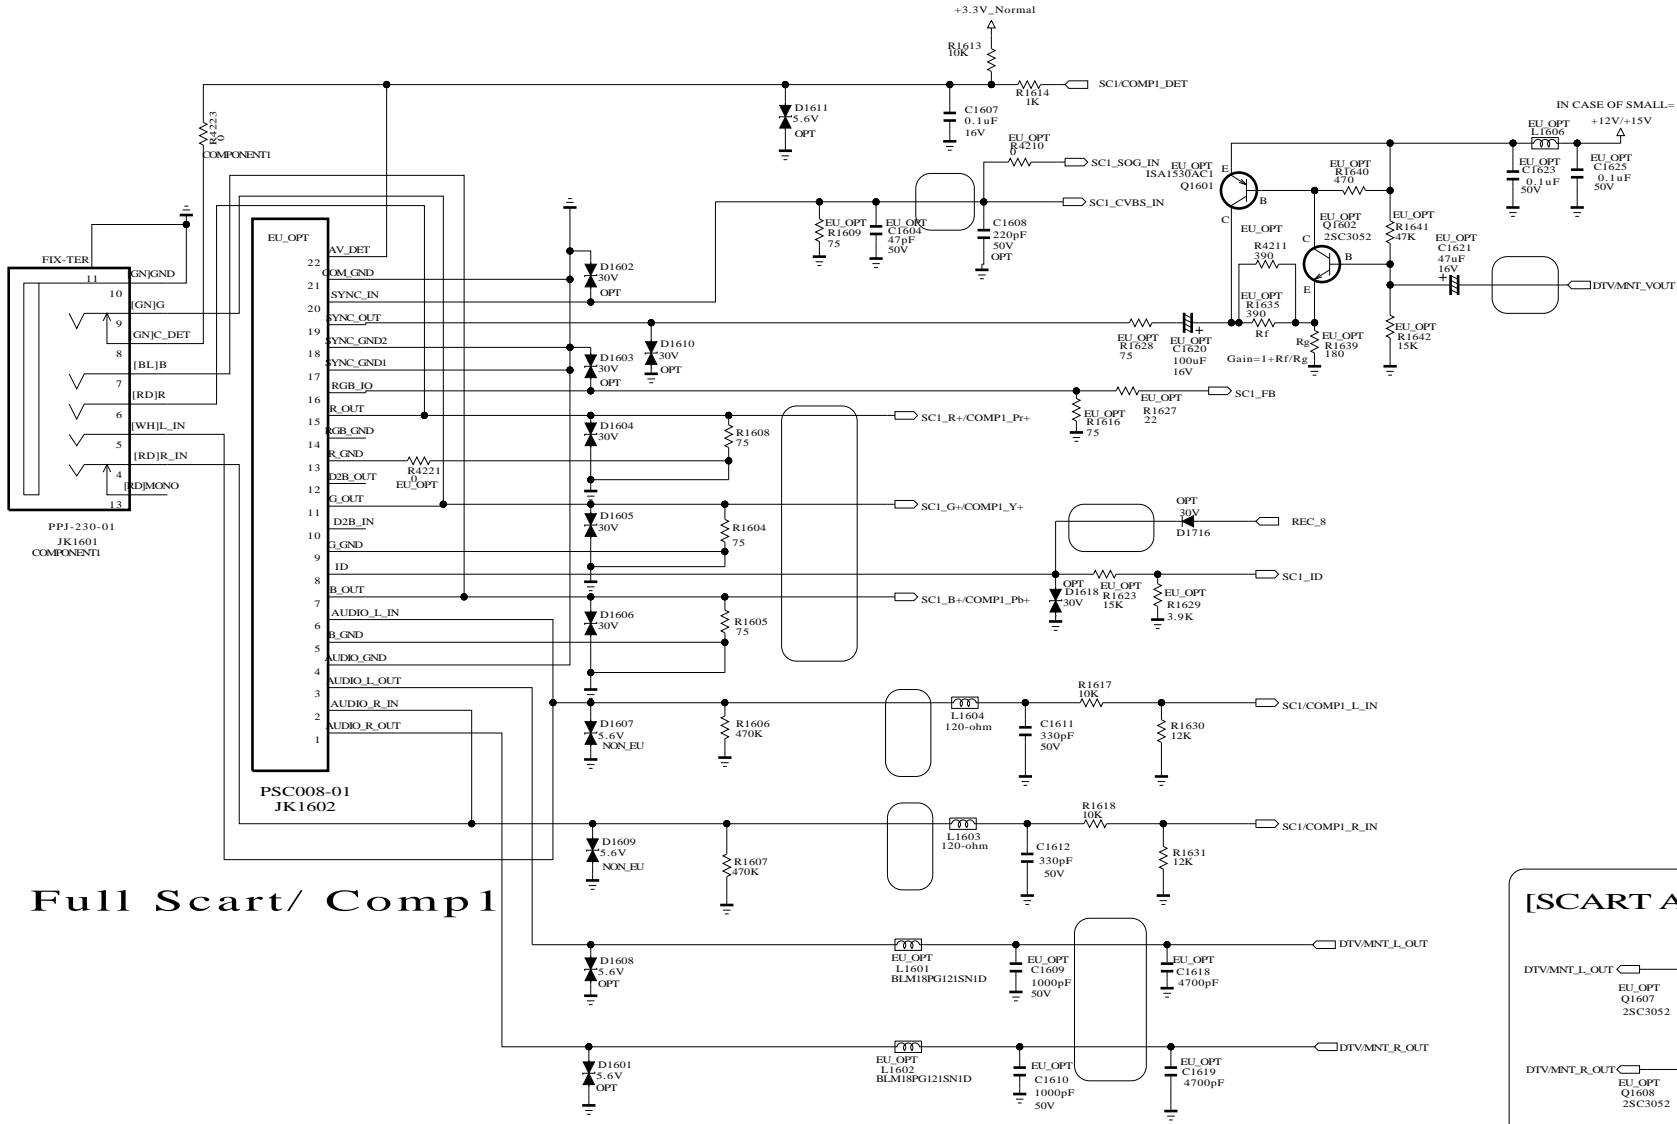 +3.3V_Normal
R1613
10K
R1614
1K
SC1/COMP1_DET
D1611
5.6V
OPT
C1607
0.1uF
16V
R4223
0
COMPONENT1
EU_OPT
R4210
0
SC1_SOG_IN
SC1_CVBS_IN
EU_OPT
R1609
75
EU_OPT
C1604
47pF
50V
C1608
220pF
50V
OPT
EU_OPT
ISA1530AC1
Q1601
E
B
C
EU_OPT
R1640
470
EU_OPT
Q1602
2SC3052
C
B
E
EU_OPT
R4211
390
EU_OPT
R1635
390
Rf
Rg
EU_OPT
R1639
180
Gain=1+Rf/Rg
EU_OPT
R1641
47K
EU_OPT
R1642
15K
EU_OPT
C1621
47uF
16V
+
DTV/MNT_VOUT
IN CASE OF SMALL=
+12V/+15V
EU_OPT
L1606
EU_OPT
C1623
0.1uF
50V
EU_OPT
C1625
0.1uF
50V
EU_OPT
R1628
75
+
EU_OPT
C1620
100uF
16V
FIX-TER
11
[GN]GND
10
[GN]G
9
[GN]C_DET
8
[BL]B
7
[RD]R
6
[WH]L_IN
5
[RD]R_IN
4
[RD]MONO
13
PPJ-230-01
JK1601
COMPONENT1
EU_OPT
AV_DET
22
COM_GND
21
SYNC_IN
20
SYNC_OUT
19
SYNC_GND2
18
SYNC_GND1
17
RGB_IO
16
R_OUT
15
RGB_GND
14
R_GND
13
D2B_OUT
12
G_OUT
11
D2B_IN
10
G_GND
9
ID
8
B_OUT
7
AUDIO_L_IN
6
B_GND
5
AUDIO_GND
4
AUDIO_L_OUT
3
AUDIO_R_IN
2
AUDIO_R_OUT
1
PSC008-01
JK1602
R4221
0
EU_OPT
D1602
30V
OPT
D1603
30V
OPT
D1610
30V
OPT
D1604
30V
R1608
75
SC1_R+/COMP1_Pr+
EU_OPT
R1616
75
EU_OPT
R1627
22
SC1_FB
D1605
30V
R1604
75
SC1_G+/COMP1_Y+
OPT
30V
D1716
REC_8
OPT
D1618
30V
EU_OPT
R1623
15K
EU_OPT
R1629
3.9K
SC1_ID
D1606
30V
R1605
75
SC1_B+/COMP1_Pb+
D1607
5.6V
NON_EU
R1606
470K
L1604
120-ohm
C1611
330pF
50V
R1617
10K
R1630
12K
SC1/COMP1_L_IN
D1609
5.6V
NON_EU
R1607
470K
L1603
120-ohm
C1612
330pF
50V
R1618
10K
R1631
12K
SC1/COMP1_R_IN
Full Scart/ Comp1
D1608
5.6V
OPT
EU_OPT
L1601
BLM18PG121SN1D
EU_OPT
C1609
1000pF
50V
EU_OPT
C1618
4700pF
DTV/MNT_L_OUT
D1601
5.6V
OPT
EU_OPT
L1602
BLM18PG121SN1D
EU_OPT
C1610
1000pF
50V
EU_OPT
C1619
4700pF
DTV/MNT_R_OUT
[SCART A
DTV/MNT_L_OUT
EU_OPT
Q1607
2SC3052
DTV/MNT_R_OUT
EU_OPT
Q1608
2SC3052